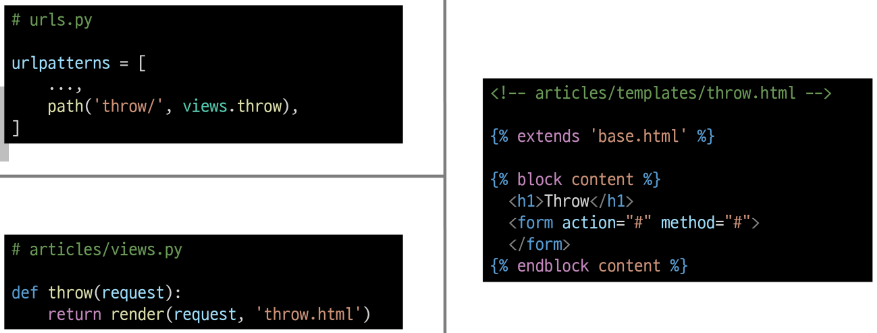 # urls.py
urlpatterns = [
    ...,
    path('throw/', views.throw),
]
# articles/views.py
def throw(request):
    return render(request, 'throw.html')
<!-- articles/templates/throw.html -->
{% extends 'base.html' %}
{% block content %}
  <h1>Throw</h1>
  <form action="#" method="#">
  </form>
{% endblock content %}